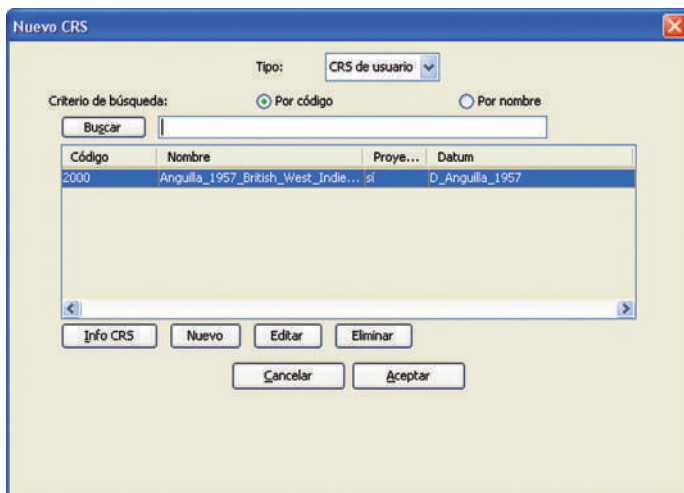 Nuevo CRS
Tipo: CRS de usuario
Criterio de búsqueda: Por código Por nombre
Buscar
Código Nombre Proye... Datum
2000 Anguilla_1957_British_West_Indie... sí D_Anguilla_1957
Info CRS Nuevo Editar Eliminar
Cancelar Aceptar